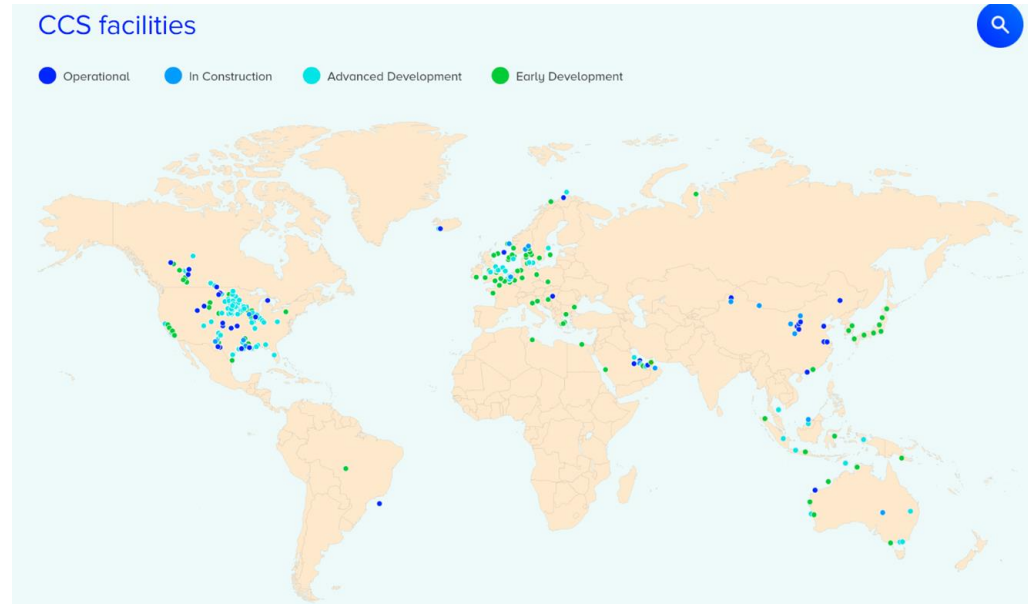 CCS facilities
Operational In Construction Advanced Development Early Development